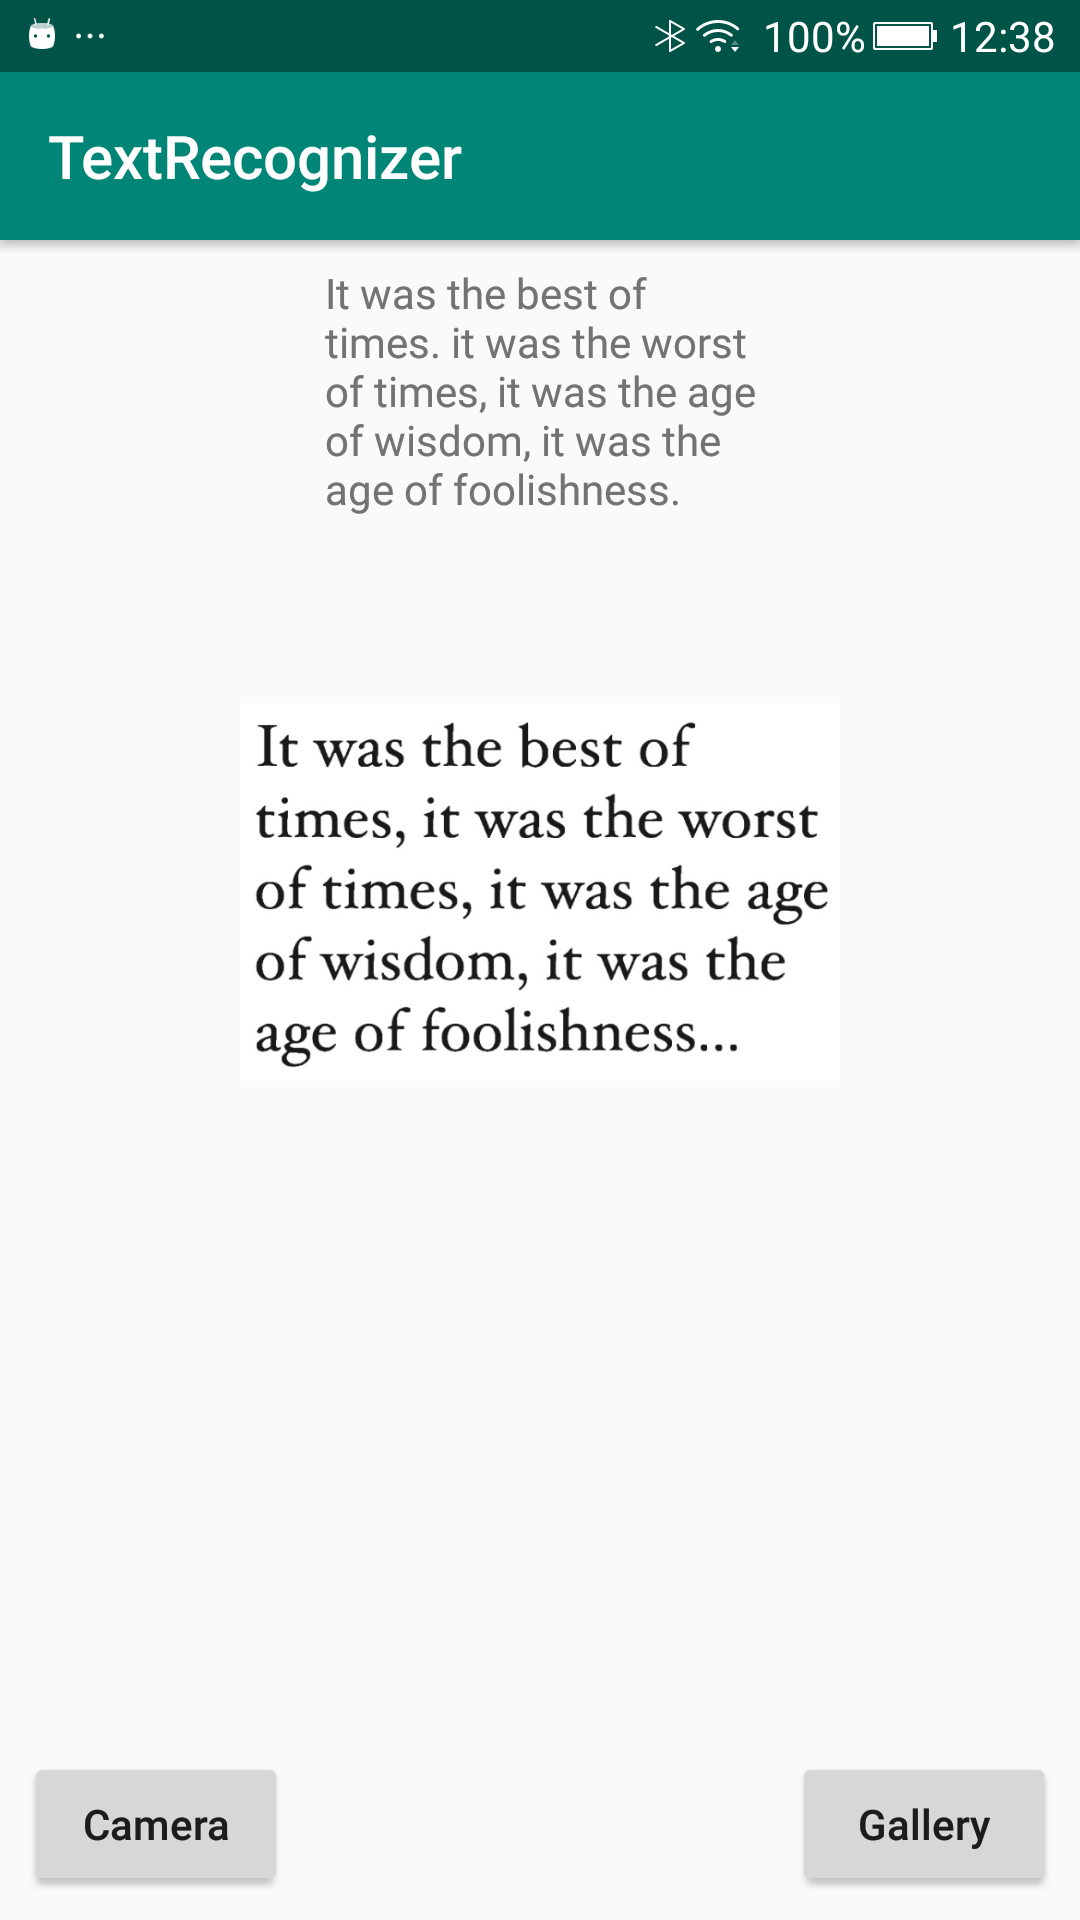 ... 100% 12:38
TextRecognizer
It was the best of
times. it was the worst
of times, it was the age
of wisdom, it was the
age of foolishness.
It was the best of
times, it was the worst
of times, it was the age
of wisdom, it was the
age of foolishness...
Camera Gallery